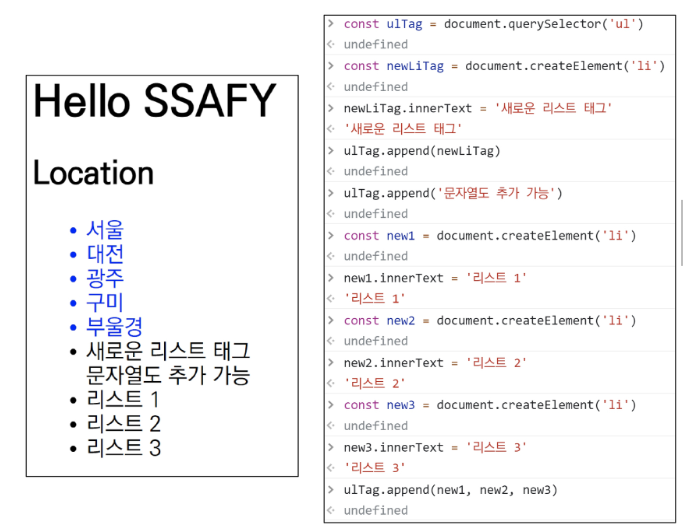 Hello SSAFY
Location
• 서울
• 대전
• 광주
• 구미
• 부울경
• 새로운 리스트 태그
문자열도 추가 가능
• 리스트 1
• 리스트 2
• 리스트 3
> const ulTag = document.querySelector('ul')
<· undefined
> const newLiTag = document.createElement('li')
<· undefined
> newLiTag.innerText = '새로운 리스트 태그'
<· '새로운 리스트 태그'
> ulTag.append(newLiTag)
<· undefined
> ulTag.append('문자열도 추가 가능')
<· undefined
> const new1 = document.createElement('li')
<· undefined
> new1.innerText = '리스트 1'
<· '리스트 1'
> const new2 = document.createElement('li')
<· undefined
> new2.innerText = '리스트 2'
<· '리스트 2'
> const new3 = document.createElement('li')
<· undefined
> new3.innerText = '리스트 3'
<· '리스트 3'
> ulTag.append(new1, new2, new3)
<· undefined